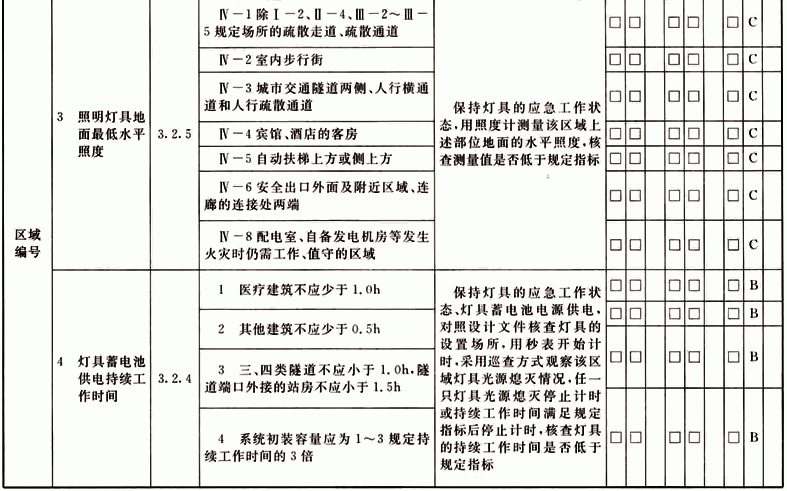 Ⅳ-1 除Ⅰ-2、Ⅱ-4、Ⅲ-2~Ⅲ-
5 规定场所的疏散走道、疏散通道
□ □ □ □ □ C
Ⅳ-2 室内步行街
□ □ □ □ □ C
Ⅳ-3 城市交通隧道两侧、人行横通
道和人行疏散通道
□ □ □ □ □ C
3 照明灯具地
面最低水平
照度
3.2.5
Ⅳ-4 宾馆、酒店的客房
□ □ □ □ □ C
Ⅳ-5 自动扶梯上方或侧上方
□ □ □ □ □ C
Ⅳ-6 安全出口外面及附近区域、连
廊的连接处两端
□ □ □ □ □ C
Ⅳ-8 配电室、自备发电机房等发生
火灾时仍需工作、值守的区域
□ □ □ □ □ C
保持灯具的应急工作状
态,用照度计测量该区域上
述部位地面的水平照度,核
查测量值是否低于规定指标
区域
编号
4 灯具蓄电池
供电持续工
作时间
3.2.4
1 医疗建筑不应少于 1.0h
□ □ □ □ □ B
2 其他建筑不应少于 0.5h
□ □ □ □ □ B
3 三、四类隧道不应小于 1.0h,隧
道端口外接的站房不应小于 1.5h
□ □ □ □ □ B
4 系统初装容量应为 1~3 规定持
续工作时间的 3 倍
□ □ □ □ □ B
保持灯具的应急工作状
态、灯具蓄电池电源供电,
对照设计文件核查灯具的
设置场所,用秒表开始计
时,采用巡查方式观察该区
域灯具光源熄灭情况,任一
只灯具光源熄灭停止计时
或持续工作时间满足规定
指标后停止计时,核查灯具
的持续工作时间是否低于
规定指标